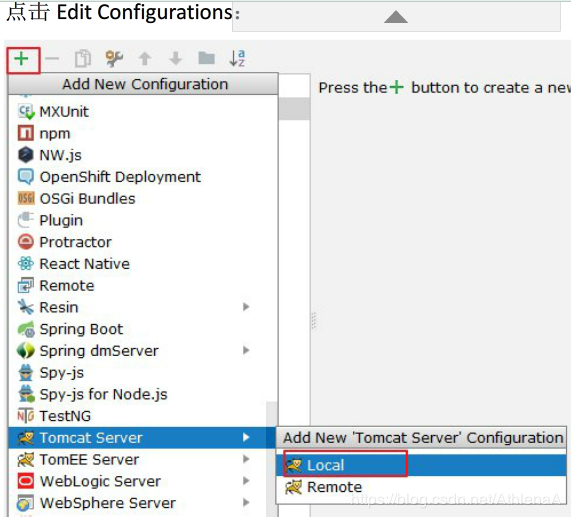 点击 Edit Configurations:
Add New Configuration
Press the + button to create a new
MXUnit
npm
NW.js
OpenShift Deployment
OSGi Bundles
Plugin
Protractor
React Native
Remote
Resin
Spring Boot
Spring dmServer
Spy-js
Spy-js for Node.js
TestNG
Tomcat Server
Add New 'Tomcat Server' Configuration
TomEE Server
Local
WebLogic Server
Remote
WebSphere Server
https://blog.csdn.net/AthlenaA